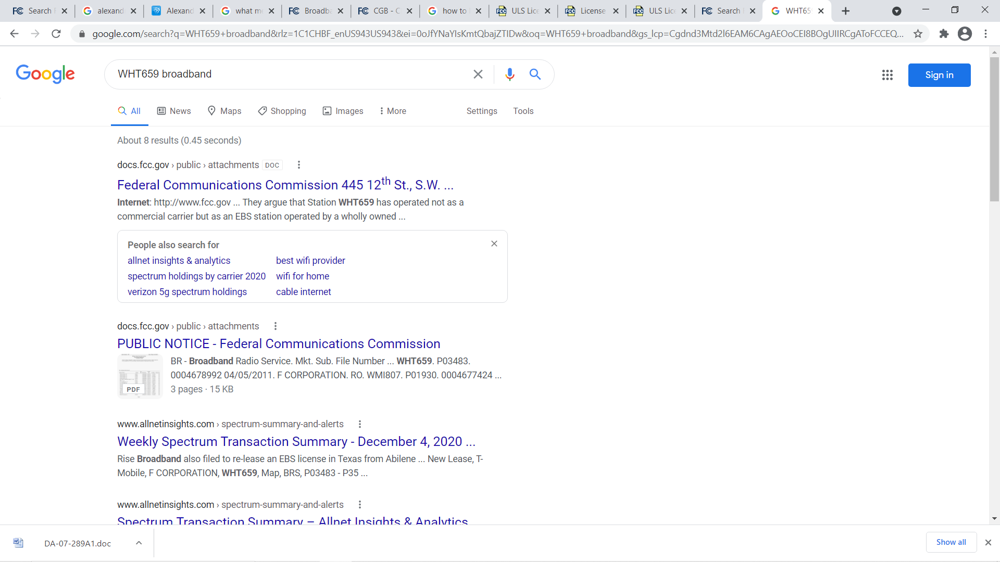 Search
alexand
Alexand
what me
Broadba
CGB - C
how to
ULS Lice
License
ULS Lice
Search
WHT659
google.com/search?q=WHT659+broadband&rlz=1C1CHBF_enUS943US943&ei=0oJfYNaYIsKmtQbajZTIDw&oq=WHT659+broadband&gs_lcp=Cgdnd3Mtd2l6EAM6CAgAEOoCEI8BOgUIIRCgAToFCCEQ...
Google
WHT659 broadband
Sign in
All News Maps Shopping Images More Settings Tools
About 8 results (0.45 seconds)
docs.fcc.gov › public › attachments DOC
Federal Communications Commission 445 12th St., S.W. ...
Internet: http://www.fcc.gov ... They argue that Station WHT659 has operated not as a
commercial carrier but as an EBS station operated by a wholly owned ...
People also search for
allnet insights & analytics best wifi provider
spectrum holdings by carrier 2020 wifi for home
verizon 5g spectrum holdings cable internet
docs.fcc.gov › public › attachments
PUBLIC NOTICE - Federal Communications Commission
BR - Broadband Radio Service. Mkt. Sub. File Number ... WHT659. P03483.
0004678992 04/05/2011. F CORPORATION. RO. WMI807. P01930. 0004677424 ...
PDF
3 pages · 15 KB
www.allnetinsights.com › spectrum-summary-and-alerts
Weekly Spectrum Transaction Summary - December 4, 2020 ...
Rise Broadband also filed to re-lease an EBS license in Texas from Abilene ... New Lease, T-
Mobile, F CORPORATION, WHT659, Map, BRS, P03483 - P35 ...
www.allnetinsights.com › spectrum-summary-and-alerts
Spectrum Transaction Summary – Allnet Insights & Analytics
DA-07-289A1.doc
Show all